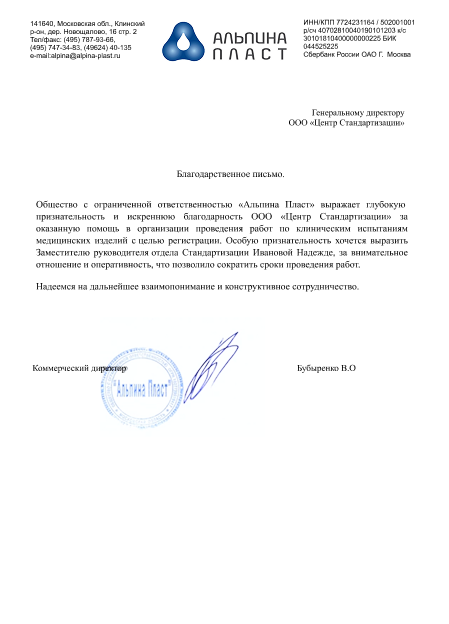 141640, Московская обл., Клинский
р-он, дер. Новощапово, 16 стр. 2
Тел/факс: (495) 787-93-66,
(495) 747-34-83, (49624) 40-135
e-mail:alpina@alpina-plast.ru
АЛЬПИНА
ПЛАСТ
ИНН/КПП 7724231164 / 502001001
р/сч 40702810040190101203 к/с
30101810400000000225 БИК
044525225
Сбербанк России ОАО Г. Москва
Генеральному директору
ООО «Центр Стандартизации»
Благодарственное письмо.
Общество с ограниченной ответственностью «Альпина Пласт» выражает глубокую
признательность и искреннюю благодарность ООО «Центр Стандартизации» за
оказанную помощь в организации проведения работ по клиническим испытаниям
медицинских изделий с целью регистрации. Особую признательность хочется выразить
Заместителю руководителя отдела Стандартизации Ивановой Надежде, за внимательное
отношение и оперативность, что позволило сократить сроки проведения работ.
Надеемся на дальнейшее взаимопонимание и конструктивное сотрудничество.
Коммерческий директор
Бубыренко В.О
"Альпина Пласт"